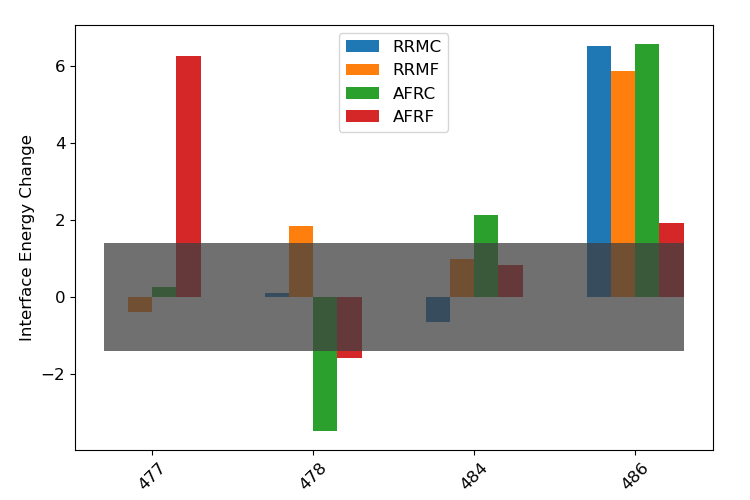 RRMC
RRMF
AFRC
AFRF
Interface Energy Change
6
4
2
0
−2
477
478
484
486